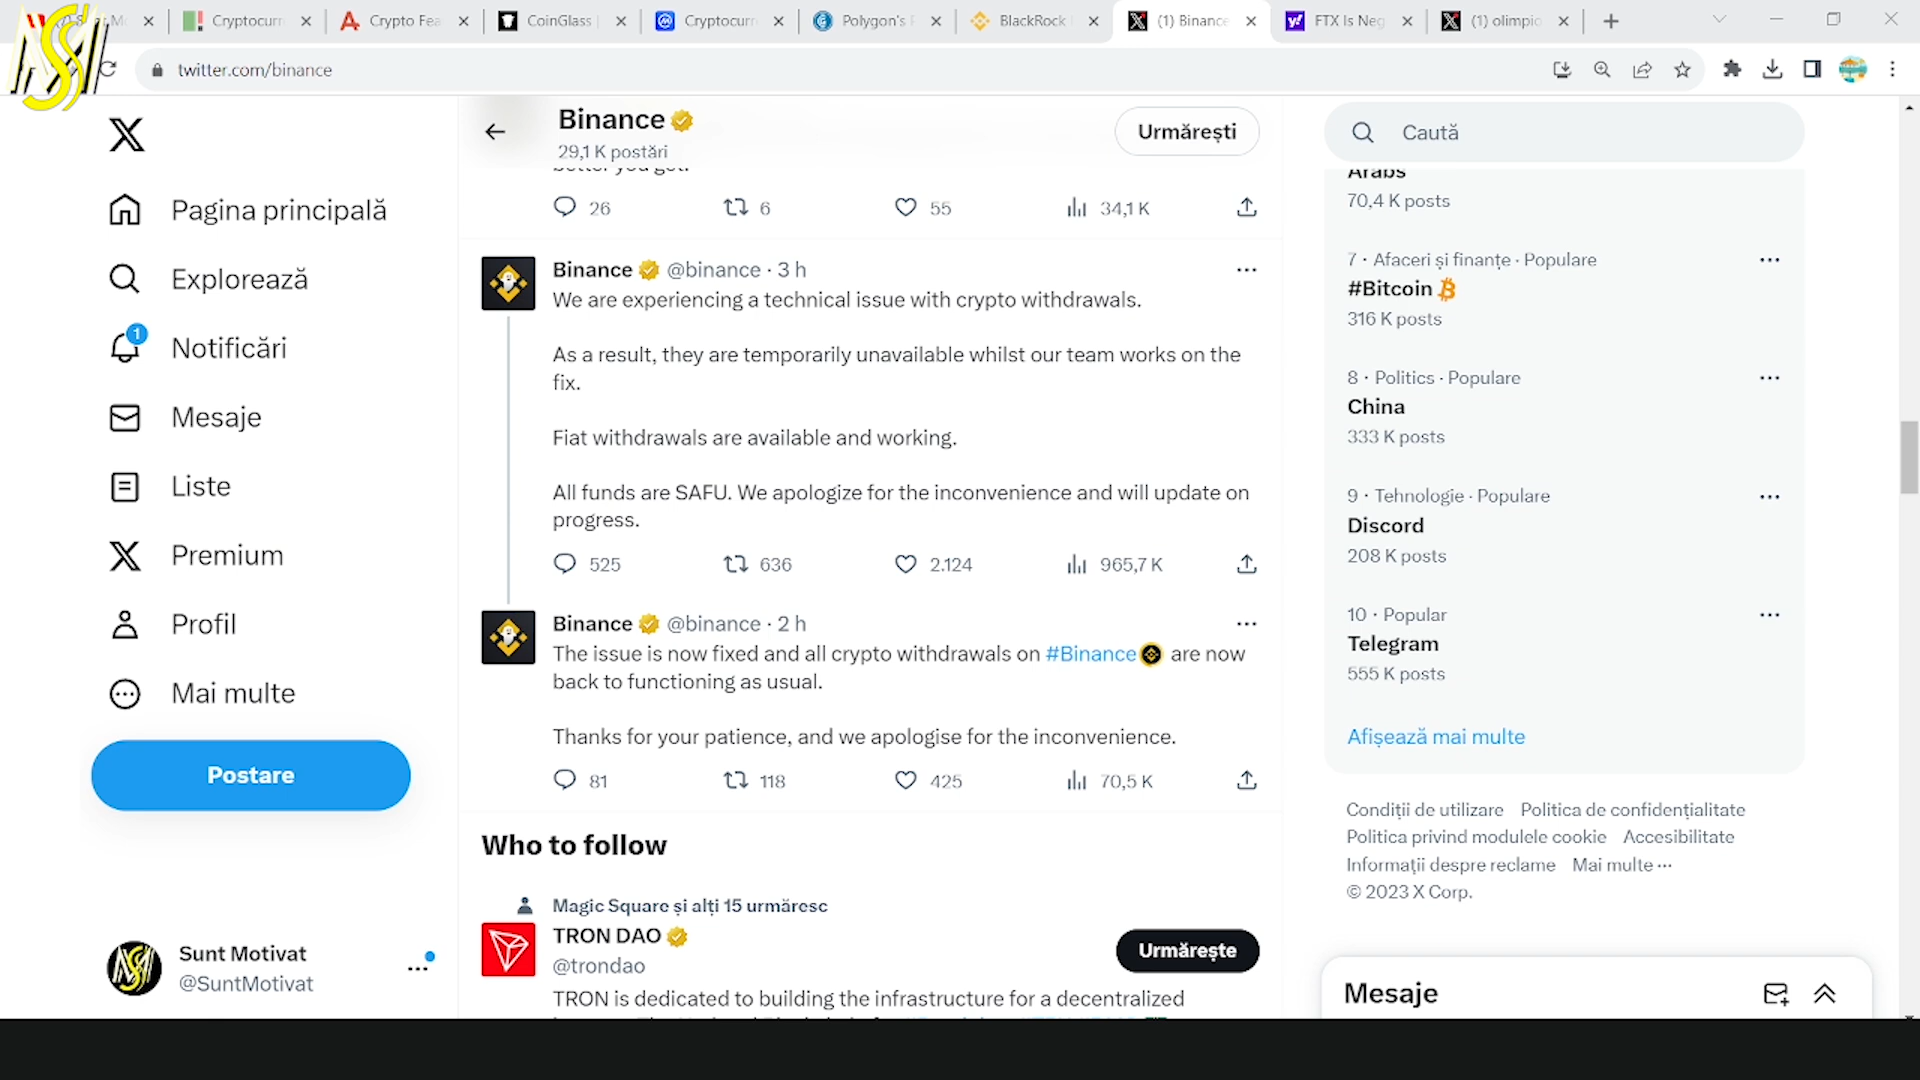 Cryptocurr
Crypto Fea
CoinGlass |
Cryptocurr
Polygon's P
BlackRock
(1) Binance
FTX Is Neg
(1) olimpio
twitter.com/binance
Binance
29,1 K postări
Urmărești
Caută
better you get.
26 6 55 34,1 K
Pagina principală
Explorează
1
Notificări
Mesaje
Liste
Premium
Profil
Mai multe
Postare
Sunt Motivat
@SuntMotivat
Binance @binance · 3 h
We are experiencing a technical issue with crypto withdrawals.
As a result, they are temporarily unavailable whilst our team works on the
fix.
Fiat withdrawals are available and working.
All funds are SAFU. We apologize for the inconvenience and will update on
progress.
525 636 2.124 965,7 K
Binance @binance · 2 h
The issue is now fixed and all crypto withdrawals on #Binance are now
back to functioning as usual.
Thanks for your patience, and we apologise for the inconvenience.
81 118 425 70,5 K
Who to follow
Magic Square și alți 15 urmăresc
TRON DAO
@trondao
Urmărește
TRON is dedicated to building the infrastructure for a decentralized
Arabs
70,4 K posts
7 · Afaceri și finanțe · Populare
#Bitcoin
316 K posts
8 · Politics · Populare
China
333 K posts
9 · Tehnologie · Populare
Discord
208 K posts
10 · Popular
Telegram
555 K posts
Afișează mai multe
Condiții de utilizare Politica de confidențialitate
Politica privind modulele cookie Accesibilitate
Informații despre reclame Mai multe ···
© 2023 X Corp.
Mesaje